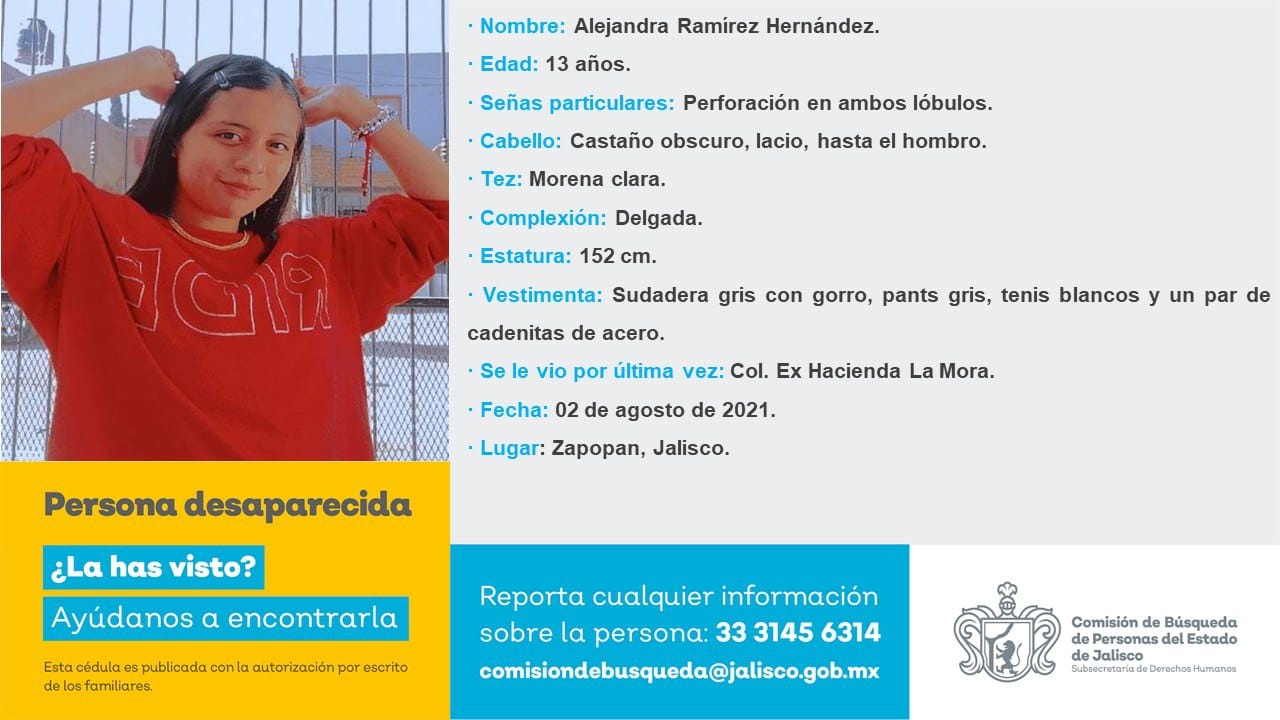 · Nombre: Alejandra Ramírez Hernández.
· Edad: 13 años.
· Señas particulares: Perforación en ambos lóbulos.
· Cabello: Castaño obscuro, lacio, hasta el hombro.
· Tez: Morena clara.
· Complexión: Delgada.
· Estatura: 152 cm.
· Vestimenta: Sudadera gris con gorro, pants gris, tenis blancos y un par de
cadenitas de acero.
· Se le vio por última vez: Col. Ex Hacienda La Mora.
· Fecha: 02 de agosto de 2021.
· Lugar: Zapopan, Jalisco.
Persona desaparecida
¿La has visto?
Ayúdanos a encontrarla
Esta cédula es publicada con la autorización por escrito
de los familiares.
Reporta cualquier información
sobre la persona: 33 3145 6314
comisiondebusqueda@jalisco.gob.mx
Comisión de Búsqueda
de Personas del Estado
de Jalisco
Subsecretaría de Derechos Humanos